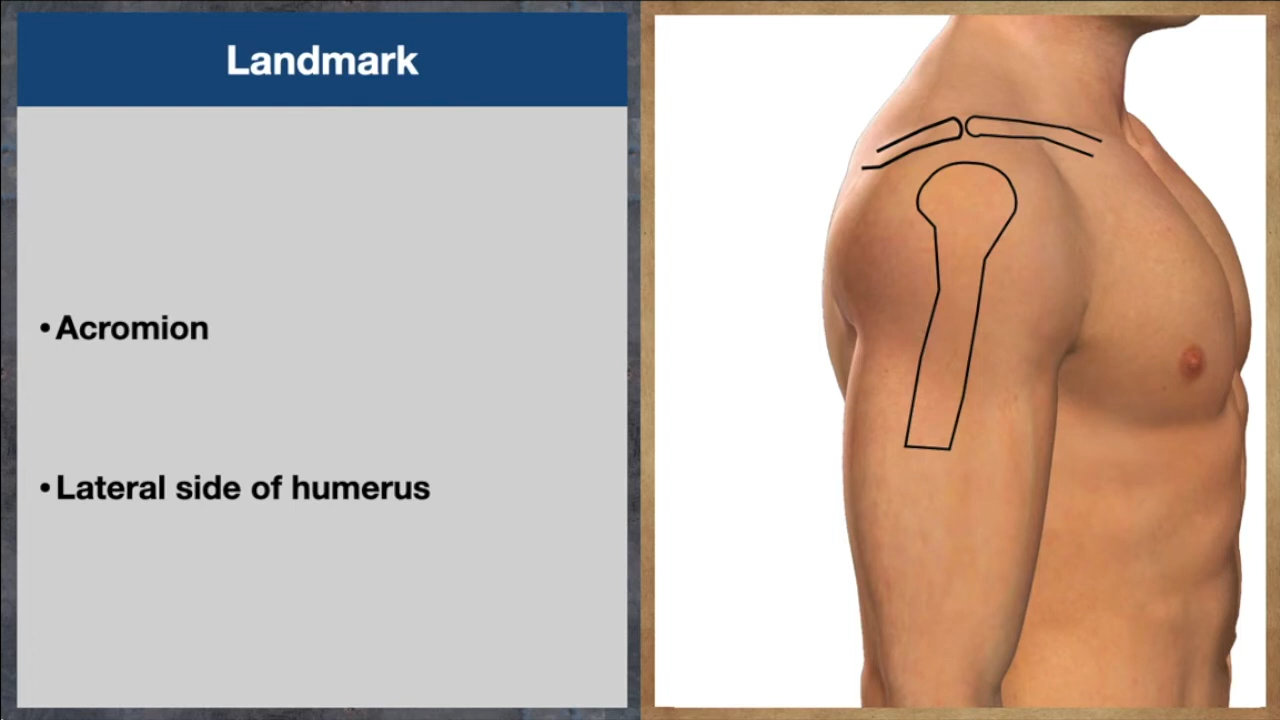 Landmark
• Acromion
• Lateral side of humerus